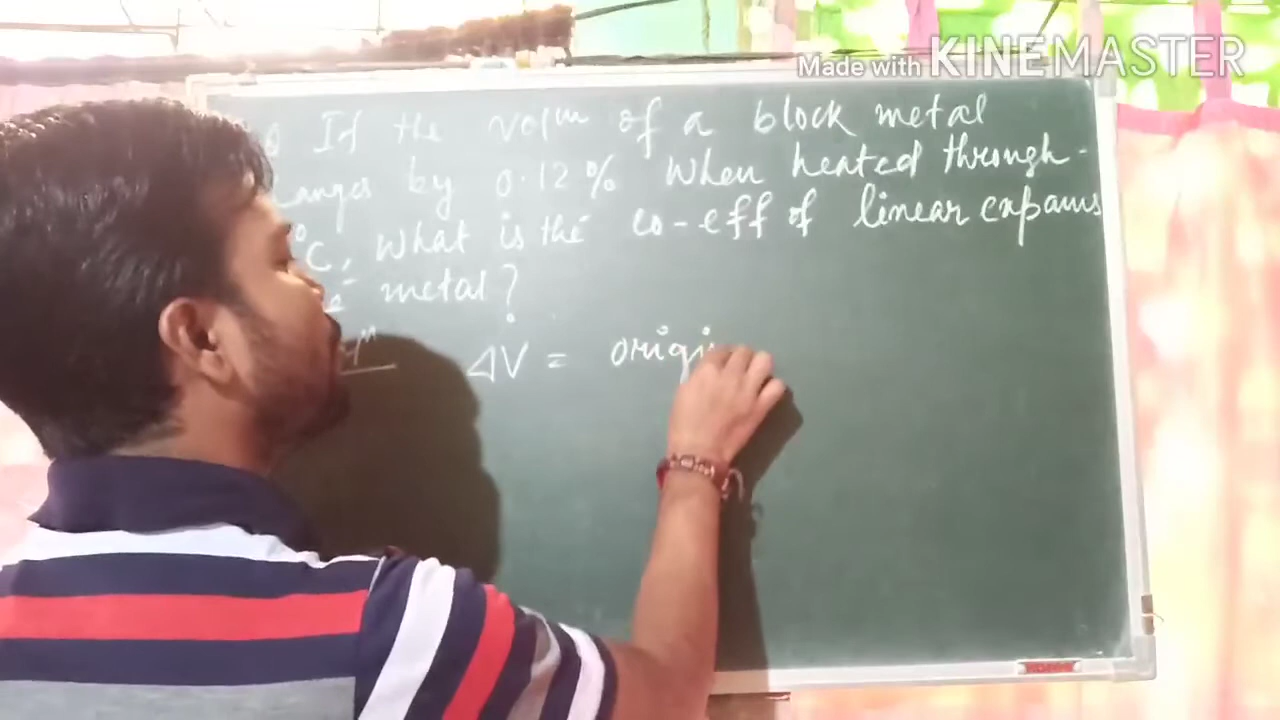 Made with KINEMASTER
Q If the volm of a block metal
anges by 0.12% When heated through-
°C, What is the co-eff of linear expans
metal?
ΔV = origi